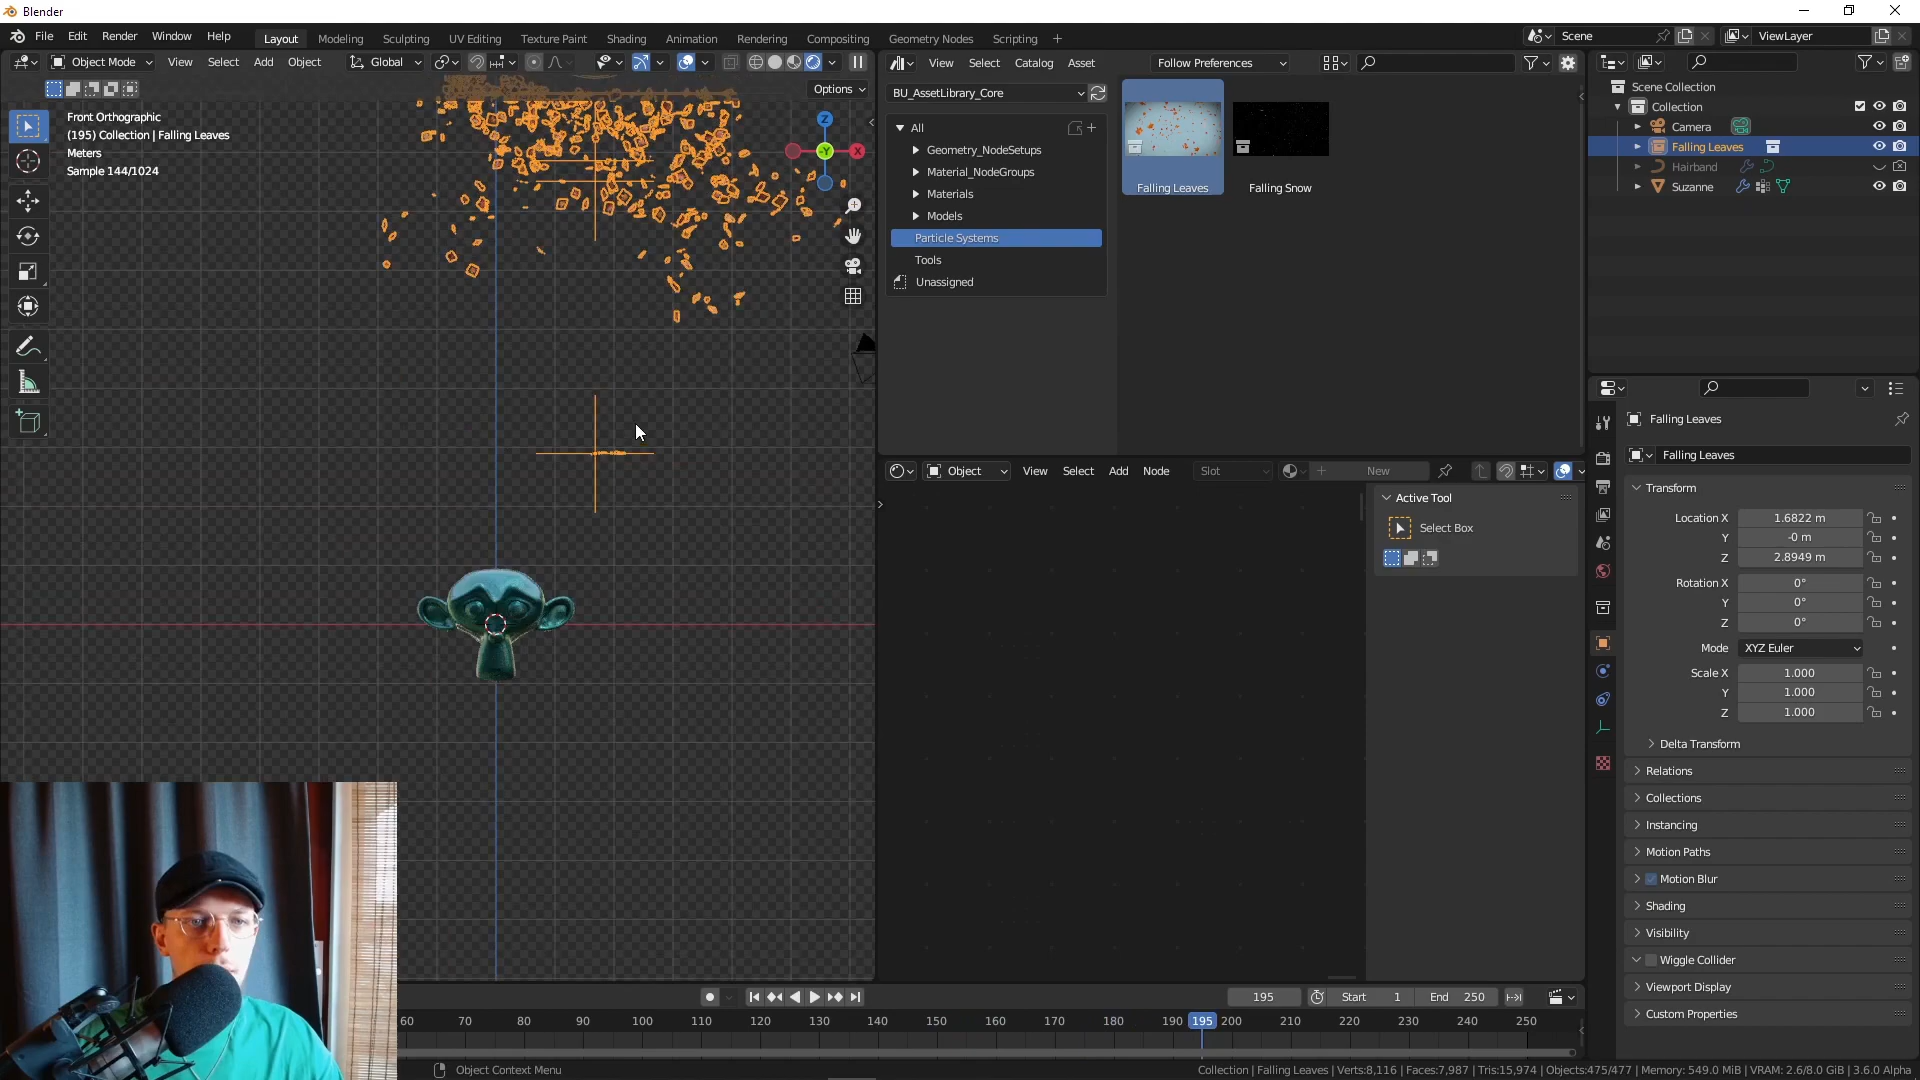 Blender
File Edit Render Window Help
Layout Modeling Sculpting UV Editing Texture Paint Shading Animation Rendering Compositing Geometry Nodes Scripting +
Scene
ViewLayer
Object Mode View Select Add Object Global
Options
Front Orthographic
(195) Collection | Falling Leaves
Meters
Sample 144/1024
Z
-Y
X
View Select Catalog Asset Follow Preferences
BU_AssetLibrary_Core
All
Geometry_NodeSetups
Material_NodeGroups
Materials
Models
Particle Systems
Tools
Unassigned
Falling Leaves
Falling Snow
Scene Collection
Collection
Camera
Falling Leaves
Hairband
Suzanne
Object View Select Add Node Slot New
Active Tool
Select Box
Falling Leaves
Falling Leaves
Transform
Location X 1.6822 m
Y -0 m
Z 2.8949 m
Rotation X 0°
Y 0°
Z 0°
Mode XYZ Euler
Scale X 1.000
Y 1.000
Z 1.000
Delta Transform
Relations
Collections
Instancing
Motion Paths
Motion Blur
Shading
Visibility
Wiggle Collider
Viewport Display
Custom Properties
195 Start 1 End 250
60 70 80 90 100 110 120 130 140 150 160 170 180 190 195 200 210 220 230 240 250
Object Context Menu
Collection | Falling Leaves | Verts:8,116 | Faces:7,987 | Tris:15,974 | Objects:475/477 | Memory: 549.0 MiB | VRAM: 2.6/8.0 GiB | 3.6.0 Alpha